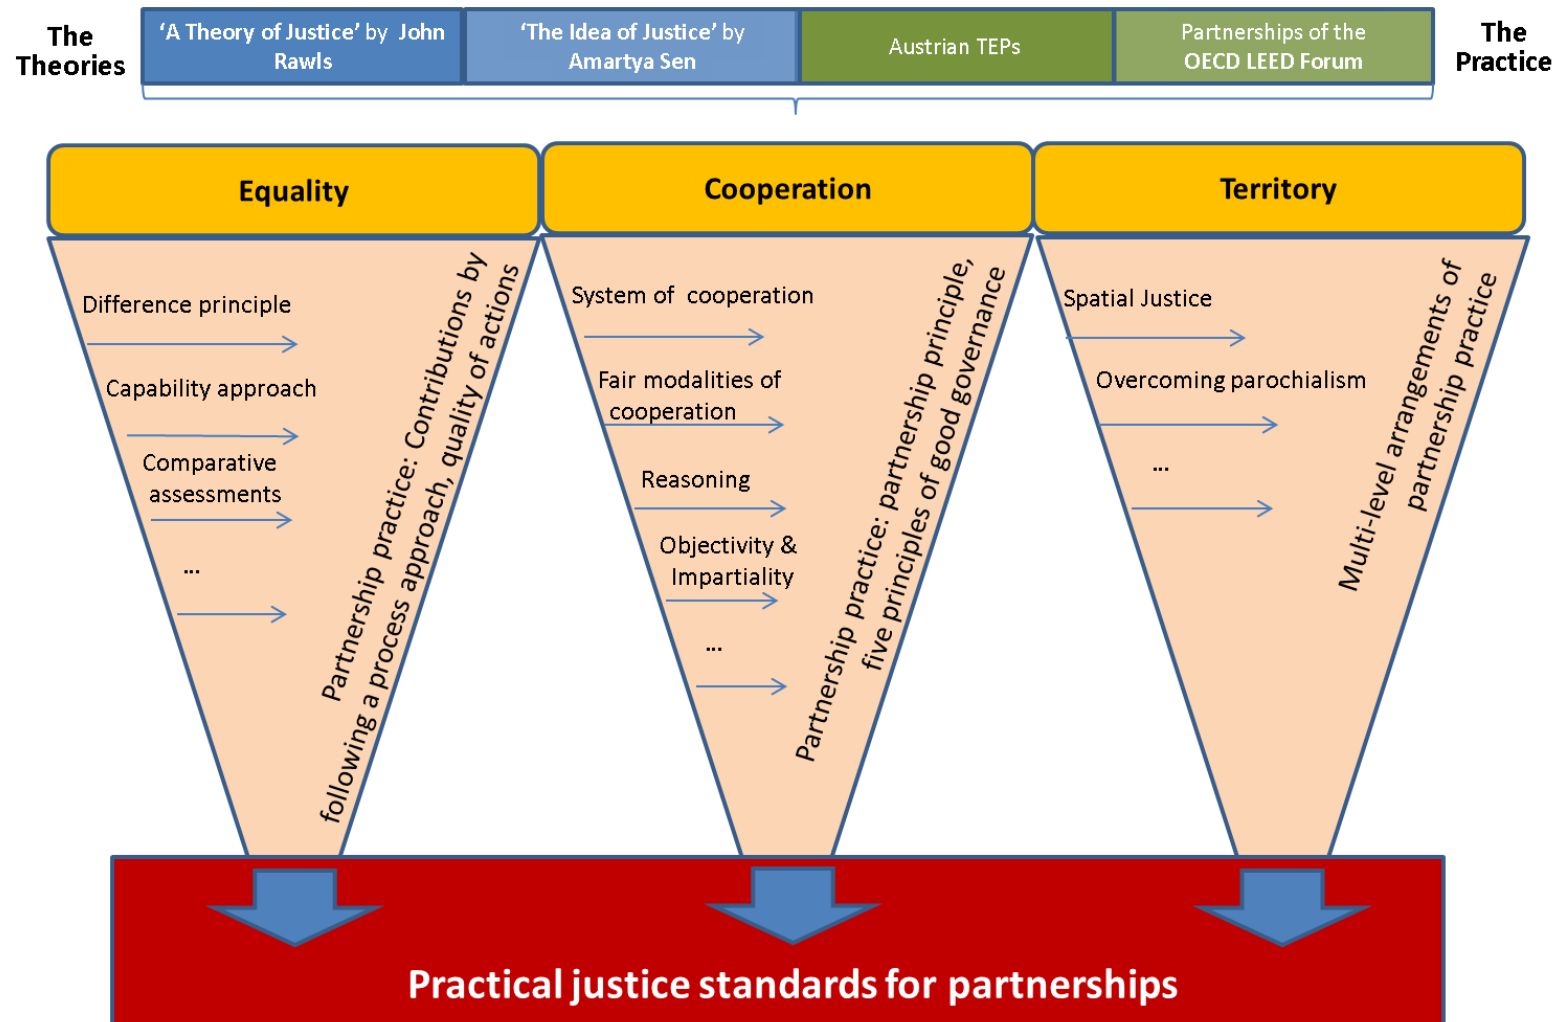 The
Theories
'A Theory of Justice' by John
Rawls
'The Idea of Justice' by
Amartya Sen
Austrian TEPs
Partnerships of the
OECD LEED Forum
The
Practice
Equality
Cooperation
Territory
Difference principle
Capability approach
Comparative
assessments
...
Partnership practice: Contributions by
following a process approach, quality of actions
System of cooperation
Fair modalities of
cooperation
Reasoning
Objectivity &
Impartiality
...
Partnership practice: partnership principle,
five principles of good governance
Spatial Justice
Overcoming parochialism
...
Multi-level arrangements of
partnership practice
Practical justice standards for partnerships